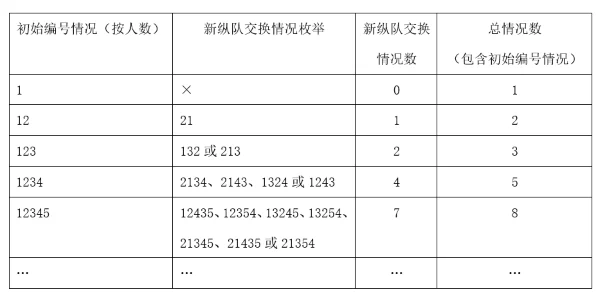 初始编号情况（按人数） 新纵队交换情况枚举 新纵队交换 总情况数
情况数 （包含初始编号情况）
1 × 0 1
12 21 1 2
123 132 或 213 2 3
1234 2134、2143、1324 或 1243 4 5
12345 12435、12354、13245、13254、 7 8
21345、21435 或 21354
… … … …